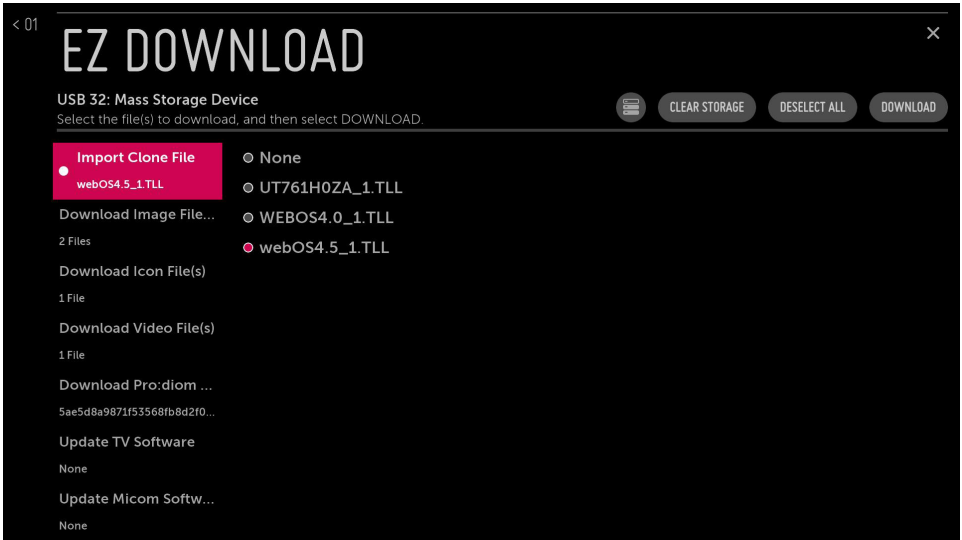 < 01
EZ DOWNLOAD
USB 32: Mass Storage Device
Select the file(s) to download, and then select DOWNLOAD.
CLEAR STORAGE
DESELECT ALL
DOWNLOAD
Import Clone File
webOS4.5_1.TLL
Download Image File...
2 Files
Download Icon File(s)
1 File
Download Video File(s)
1 File
Download Pro:diom ...
5ae5d8a9871f53568fb8d2f0...
Update TV Software
None
Update Micom Softw...
None
None
UT761H0ZA_1.TLL
WEBOS4.0_1.TLL
webOS4.5_1.TLL